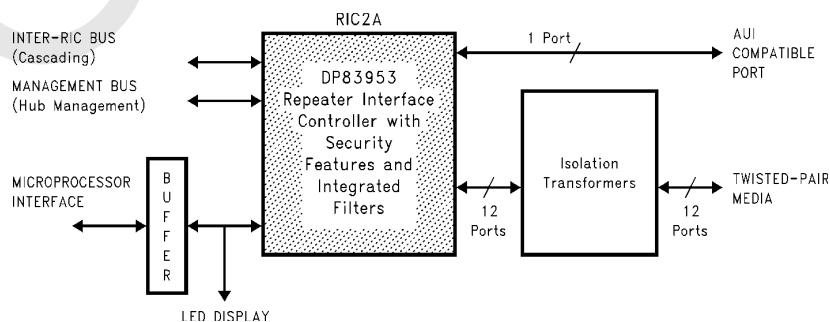 RIC2A
INTER-RIC BUS
(Cascading)
MANAGEMENT BUS
(Hub Management)
DP83953
Repeater Interface
Controller with
Security
Features and
Integrated
Filters
1 Port
AUI
COMPATIBLE
PORT
MICROPROCESSOR
INTERFACE
BUFFER
LED DISPLAY
12
Ports
Isolation
Transformers
12
Ports
TWISTED-PAIR
MEDIA